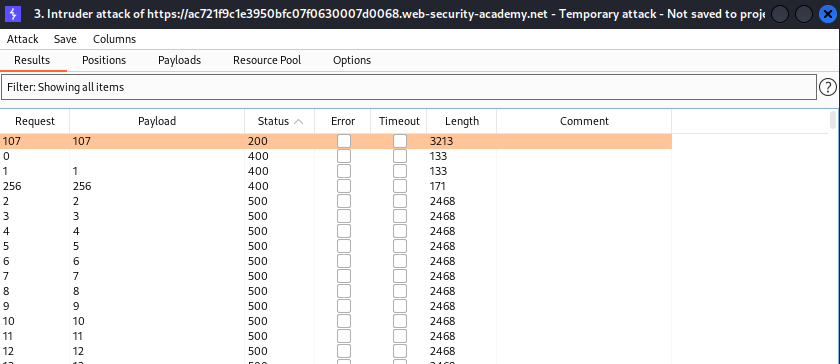 3. Intruder attack of https://ac721f9c1e3950bfc07f0630007d0068.web-security-academy.net - Temporary attack - Not saved to proje
Attack Save Columns
Results Positions Payloads Resource Pool Options
Filter: Showing all items ?
Request Payload Status Error Timeout Length Comment
107 107 200 3213
0 400 133
1 1 400 133
256 256 400 171
2 2 500 2468
3 3 500 2468
4 4 500 2468
5 5 500 2468
6 6 500 2468
7 7 500 2468
8 8 500 2468
9 9 500 2468
10 10 500 2468
11 11 500 2468
12 12 500 2468